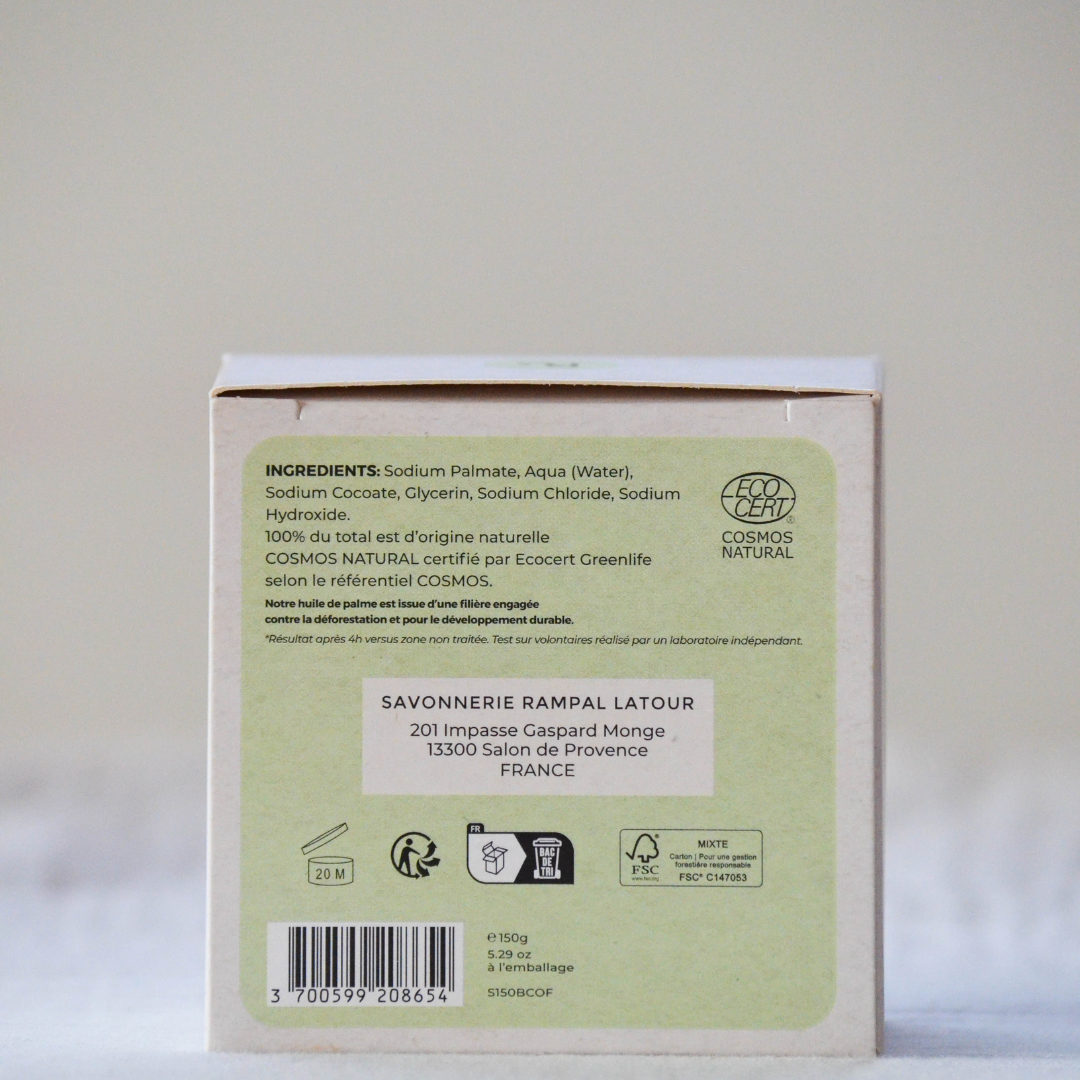 INGREDIENTS: Sodium Palmate, Aqua (Water),
Sodium Cocoate, Glycerin, Sodium Chloride, Sodium
Hydroxide.
100% du total est d'origine naturelle
COSMOS NATURAL certifié par Ecocert Greenlife
selon le référentiel COSMOS.
Notre huile de palme est issue d'une filière engagée
contre la déforestation et pour le développement durable.
*Résultat après 4h versus zone non traitée. Test sur volontaires réalisé par un laboratoire indépendant.
ECO
CERT®
COSMOS
NATURAL
SAVONNERIE RAMPAL LATOUR
201 Impasse Gaspard Monge
13300 Salon de Provence
FRANCE
20 M
FR
BAC
DE
TRI
FSC
www.fsc.org
MIXTE
Carton | Pour une gestion
forestière responsable
FSC® C147053
3 700599 208654
℮ 150g
5.29 oz
à l'emballage
S150BCOF